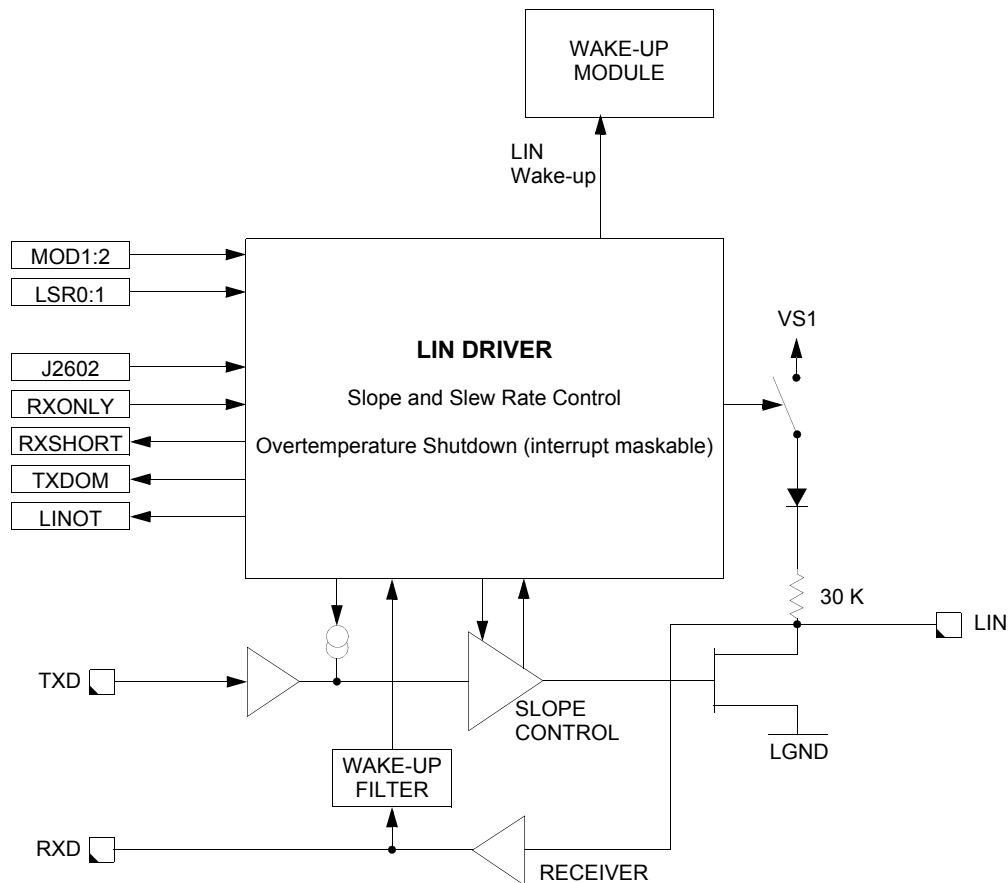 WAKE-UP
MODULE
LIN
Wake-up
MOD1:2
LSR0:1
J2602
RXONLY
RXSHORT
TXDOM
LINOT
LIN DRIVER
Slope and Slew Rate Control
Overtemperature Shutdown (interrupt maskable)
VS1
30 K
LIN
TXD
SLOPE
CONTROL
LGND
WAKE-UP
FILTER
RXD
RECEIVER